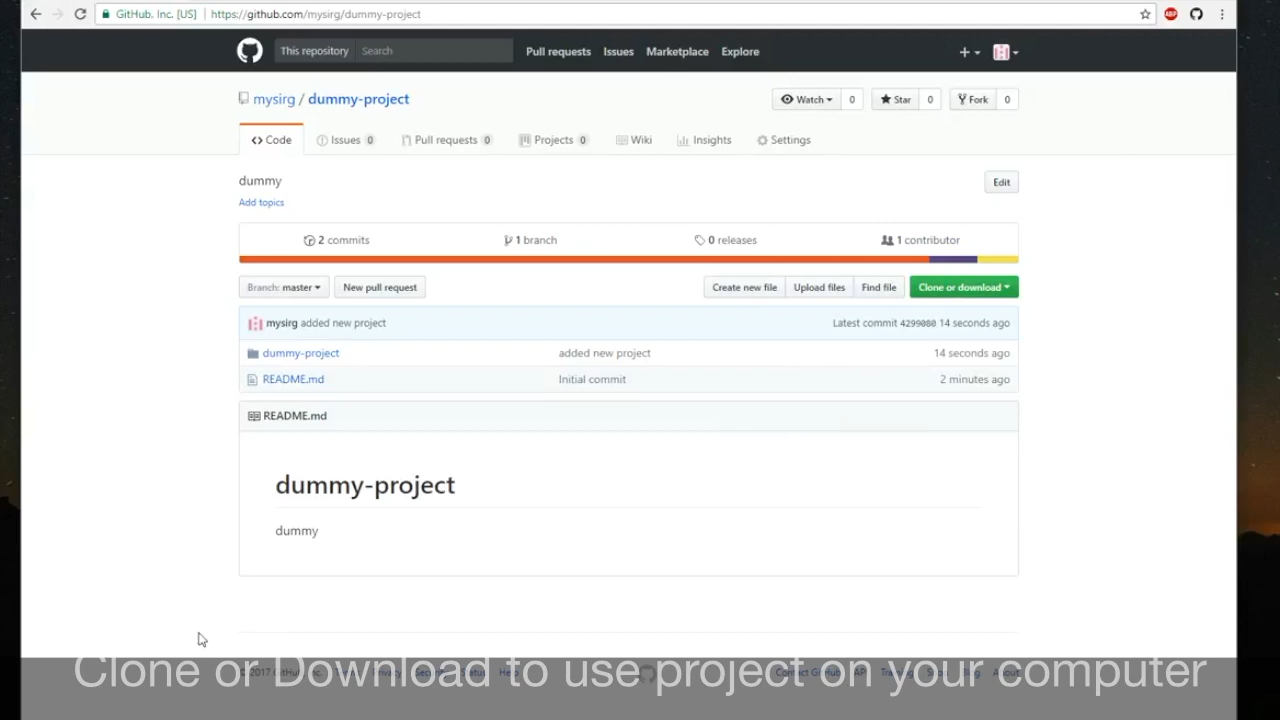 GitHub, Inc. [US] https://github.com/mysirg/dummy-project
This repository Search Pull requests Issues Marketplace Explore
mysirg / dummy-project Watch 0 Star 0 Fork 0
Code Issues 0 Pull requests 0 Projects 0 Wiki Insights Settings
dummy Edit
Add topics
2 commits 1 branch 0 releases 1 contributor
Branch: master New pull request Create new file Upload files Find file Clone or download
mysirg added new project Latest commit 4299080 14 seconds ago
dummy-project added new project 14 seconds ago
README.md Initial commit 2 minutes ago
README.md
dummy-project
dummy
Clone or Download to use project on your computer